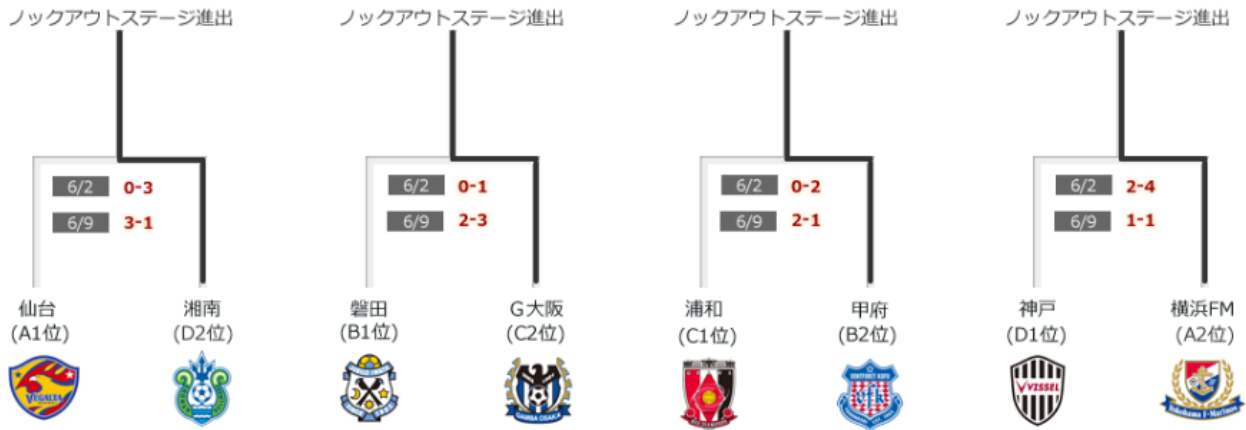 ノックアウトステージ進出
6/2 0-3
6/9 3-1
仙台
(A1位)
湘南
(D2位)
VEGALTA
ノックアウトステージ進出
6/2 0-1
6/9 2-3
磐田
(B1位)
G大阪
(C2位)
GAMBA OSAKA
ノックアウトステージ進出
6/2 0-2
6/9 2-1
浦和
(C1位)
甲府
(B2位)
VENTFORET KOFU
vfk
ノックアウトステージ進出
6/2 2-4
6/9 1-1
神戸
(D1位)
横浜FM
(A2位)
VISSEL
Yokohama F·Marinos